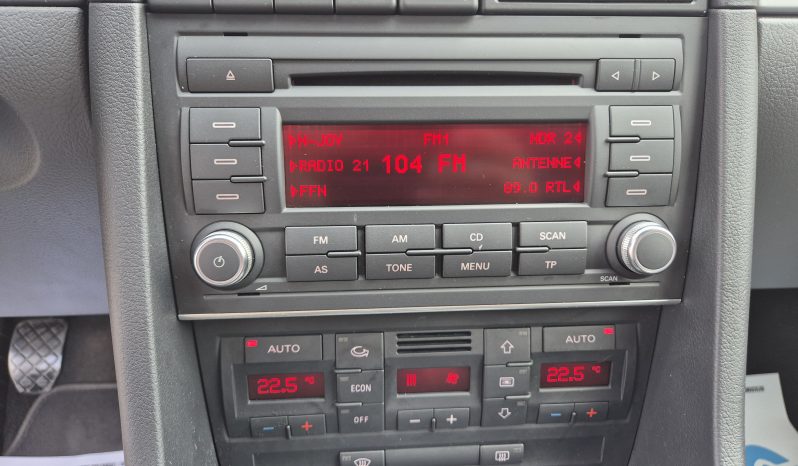 N-JOY FM1 NDR 2
RADIO 21 104 FM ANTENNE
FFN 89.0 RTL
FM AM CD SCAN
AS TONE MENU TP
SCAN
AUTO AUTO
22.5 °C ECON 22.5 °C
OFF
- + - + - +